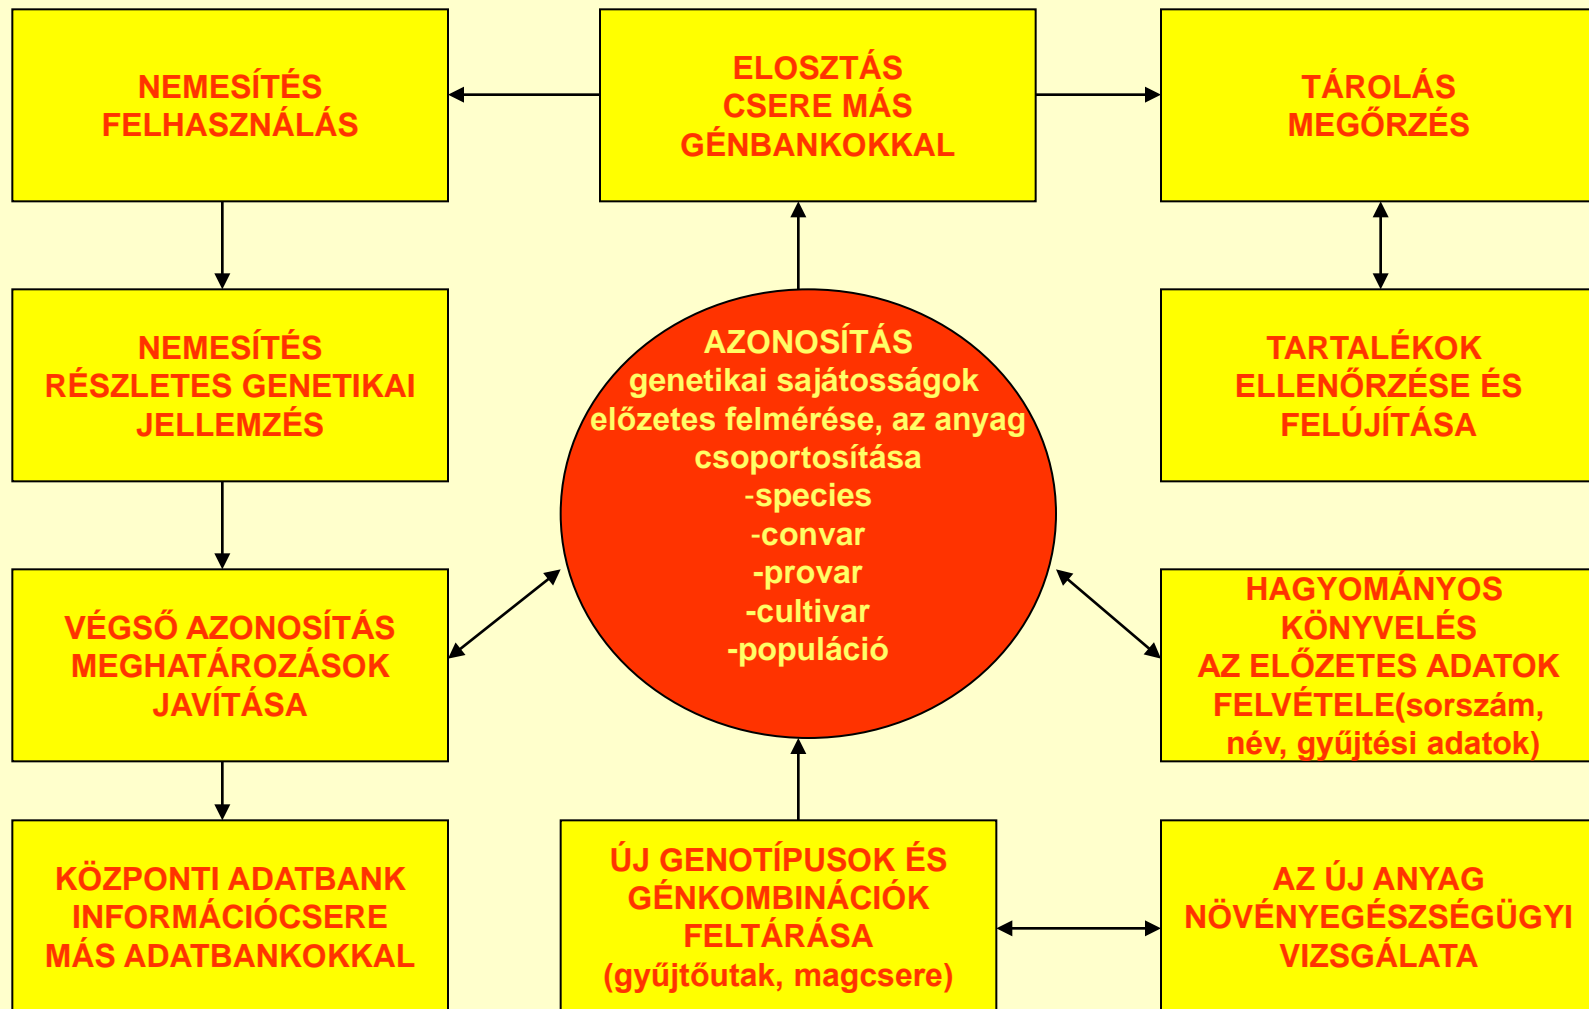 NEMESÍTÉS
FELHASZNÁLÁS
ELOSZTÁS
CSERE MÁS
GÉNBANKOKKAL
TÁROLÁS
MEGŐRZÉS
NEMESÍTÉS
RÉSZLETES GENETIKAI
JELLEMZÉS
AZONOSÍTÁS
genetikai sajátosságok
előzetes felmérése, az anyag
csoportosítása
-species
-convar
-provar
-cultivar
-populáció
TARTALÉKOK
ELLENŐRZÉSE ÉS
FELÚJÍTÁSA
VÉGSŐ AZONOSÍTÁS
MEGHATÁROZÁSOK
JAVÍTÁSA
HAGYOMÁNYOS
KÖNYVELÉS
AZ ELŐZETES ADATOK
FELVÉTELE(sorszám,
név, gyűjtési adatok)
KÖZPONTI ADATBANK
INFORMÁCIÓCSERE
MÁS ADATBANKOKKAL
ÚJ GENOTÍPUSOK ÉS
GÉNKOMBINÁCIÓK
FELTÁRÁSA
(gyűjtőutak, magcsere)
AZ ÚJ ANYAG
NÖVÉNYEGÉSZSÉGÜGYI
VIZSGÁLATA